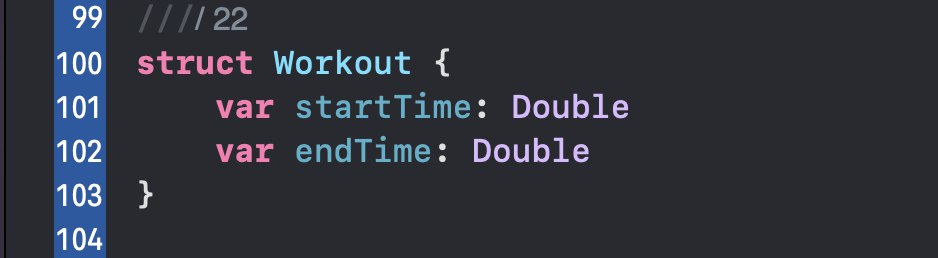 99 //// 22
100 struct Workout {
101     var startTime: Double
102     var endTime: Double
103 }
104